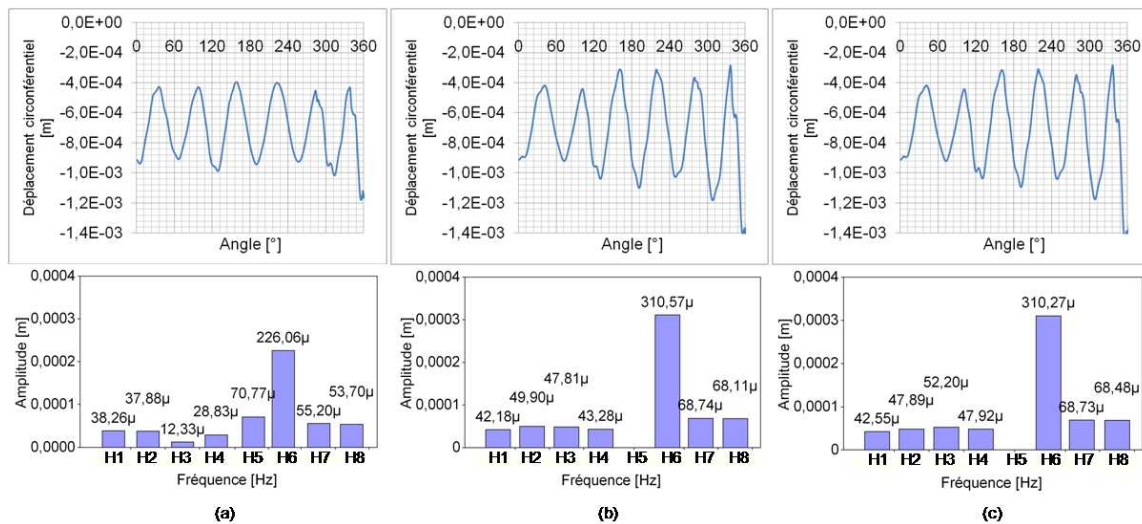 0,0E+00
-2,0E-04
-4,0E-04
-6,0E-04
-8,0E-04
-1,0E-03
-1,2E-03
-1,4E-03
0 60 120 180 240 300 360
Déplacement circonférentiel
[m]
Angle [°]
0,0E+00
-2,0E-04
-4,0E-04
-6,0E-04
-8,0E-04
-1,0E-03
-1,2E-03
-1,4E-03
0 60 120 180 240 300 360
Déplacement circonférentiel
[m]
Angle [°]
0,0E+00
-2,0E-04
-4,0E-04
-6,0E-04
-8,0E-04
-1,0E-03
-1,2E-03
-1,4E-03
0 60 120 180 240 300 360
Déplacement circonférentiel
[m]
Angle [°]
0,0004
0,0003
0,0002
0,0001
0,0000
Amplitude [m]
38,26µ 37,88µ 12,33µ 28,83µ 70,77µ 226,06µ 55,20µ 53,70µ
H1 H2 H3 H4 H5 H6 H7 H8
Fréquence [Hz]
(a)
0,0004
0,0003
0,0002
0,0001
0
Amplitude [m]
42,18µ 49,90µ 47,81µ 43,28µ 310,57µ 68,74µ 68,11µ
H1 H2 H3 H4 H5 H6 H7 H8
Fréquence [Hz]
(b)
0,0004
0,0003
0,0002
0,0001
0
Amplitude [m]
42,55µ 47,89µ 52,20µ 47,92µ 310,27µ 68,73µ 68,48µ
H1 H2 H3 H4 H5 H6 H7 H8
Fréquence [Hz]
(c)